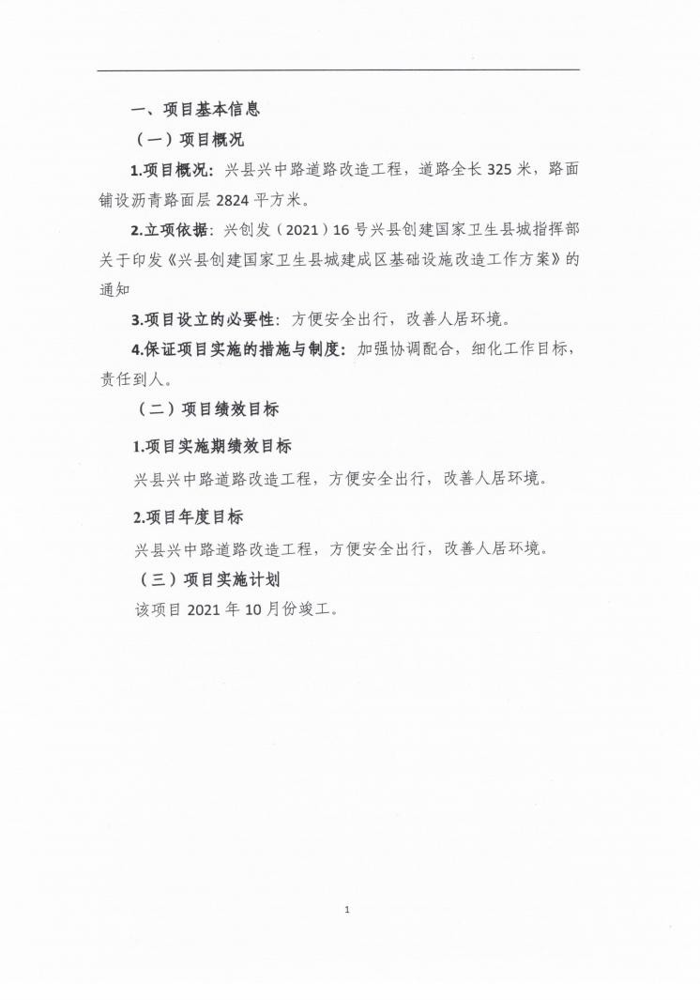 一、项目基本信息
（一）项目概况
1.项目概况：兴县兴中路道路改造工程，道路全长 325 米，路面
铺设沥青路面层 2824 平方米。
2.立项依据：兴创发（2021）16 号兴县创建国家卫生县城指挥部
关于印发《兴县创建国家卫生县城建成区基础设施改造工作方案》的
通知
3.项目设立的必要性：方便安全出行，改善人居环境。
4.保证项目实施的措施与制度：加强协调配合，细化工作目标，
责任到人。
（二）项目绩效目标
1.项目实施期绩效目标
兴县兴中路道路改造工程，方便安全出行，改善人居环境。
2.项目年度目标
兴县兴中路道路改造工程，方便安全出行，改善人居环境。
（三）项目实施计划
该项目 2021 年 10 月份竣工。
1